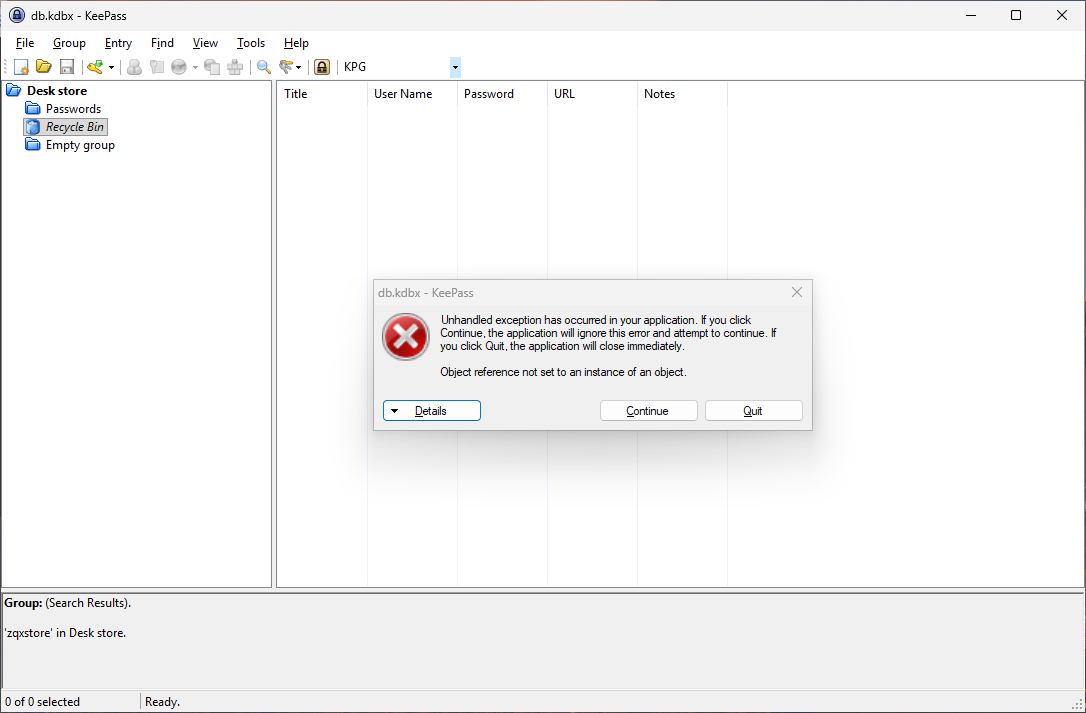 db.kdbx - KeePass
File Group Entry Find View Tools Help
KPG
Desk store
Passwords
Recycle Bin
Empty group
Title User Name Password URL Notes
db.kdbx - KeePass
Unhandled exception has occurred in your application. If you click
Continue, the application will ignore this error and attempt to continue. If
you click Quit, the application will close immediately.
Object reference not set to an instance of an object.
Details Continue Quit
Group: (Search Results).
'zqxstore' in Desk store.
0 of 0 selected Ready.